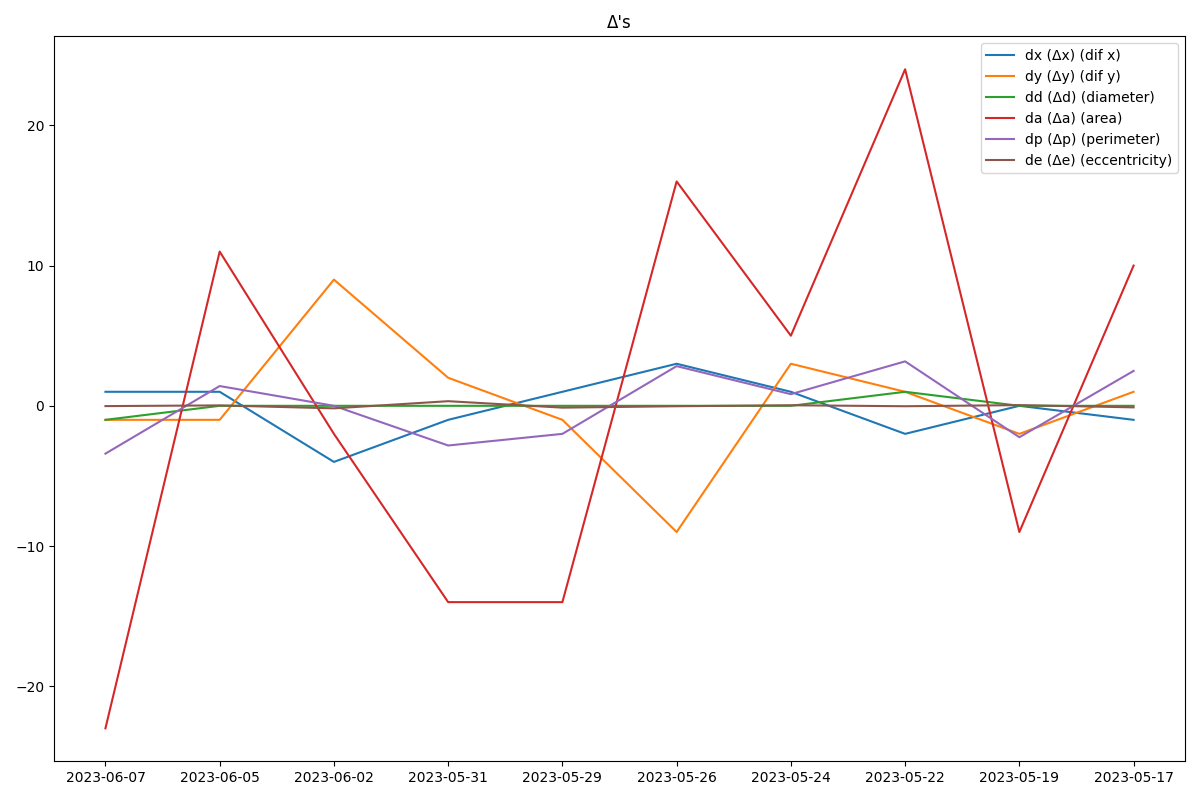 Δ's
dx (Δx) (dif x)
dy (Δy) (dif y)
dd (Δd) (diameter)
da (Δa) (area)
dp (Δp) (perimeter)
de (Δe) (eccentricity)
20
10
0
−10
−20
2023-06-07 2023-06-05 2023-06-02 2023-05-31 2023-05-29 2023-05-26 2023-05-24 2023-05-22 2023-05-19 2023-05-17